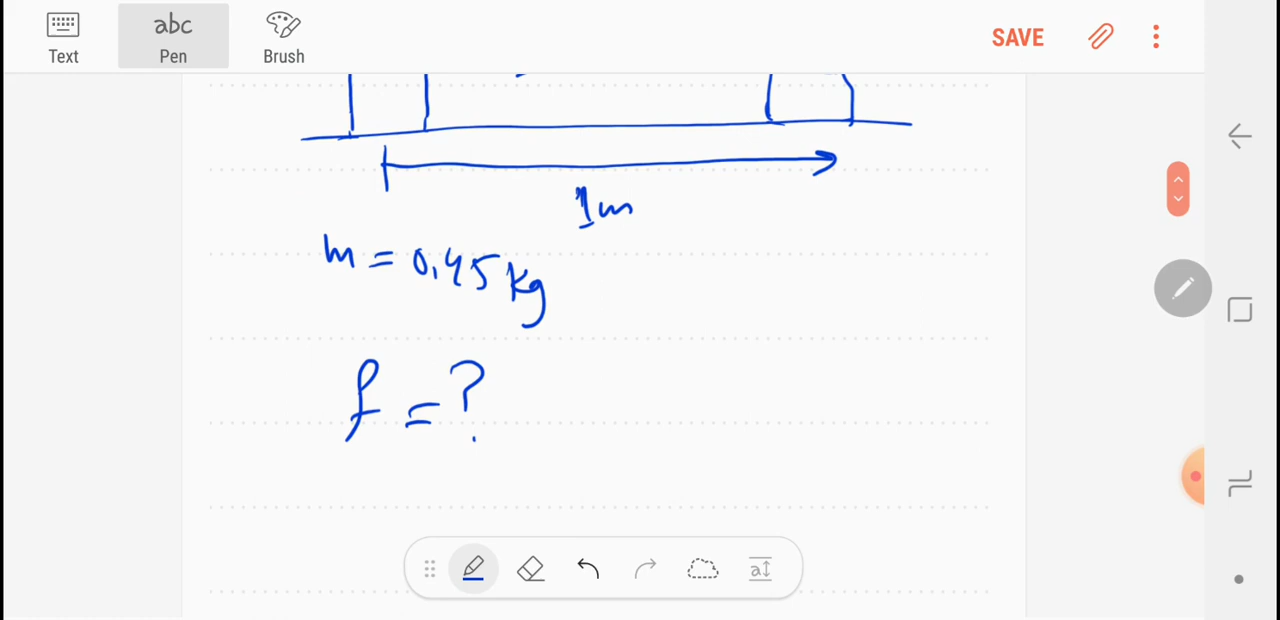 Text
abc
Pen
Brush
SAVE
1m
m = 0,45 kg
f = ?
a